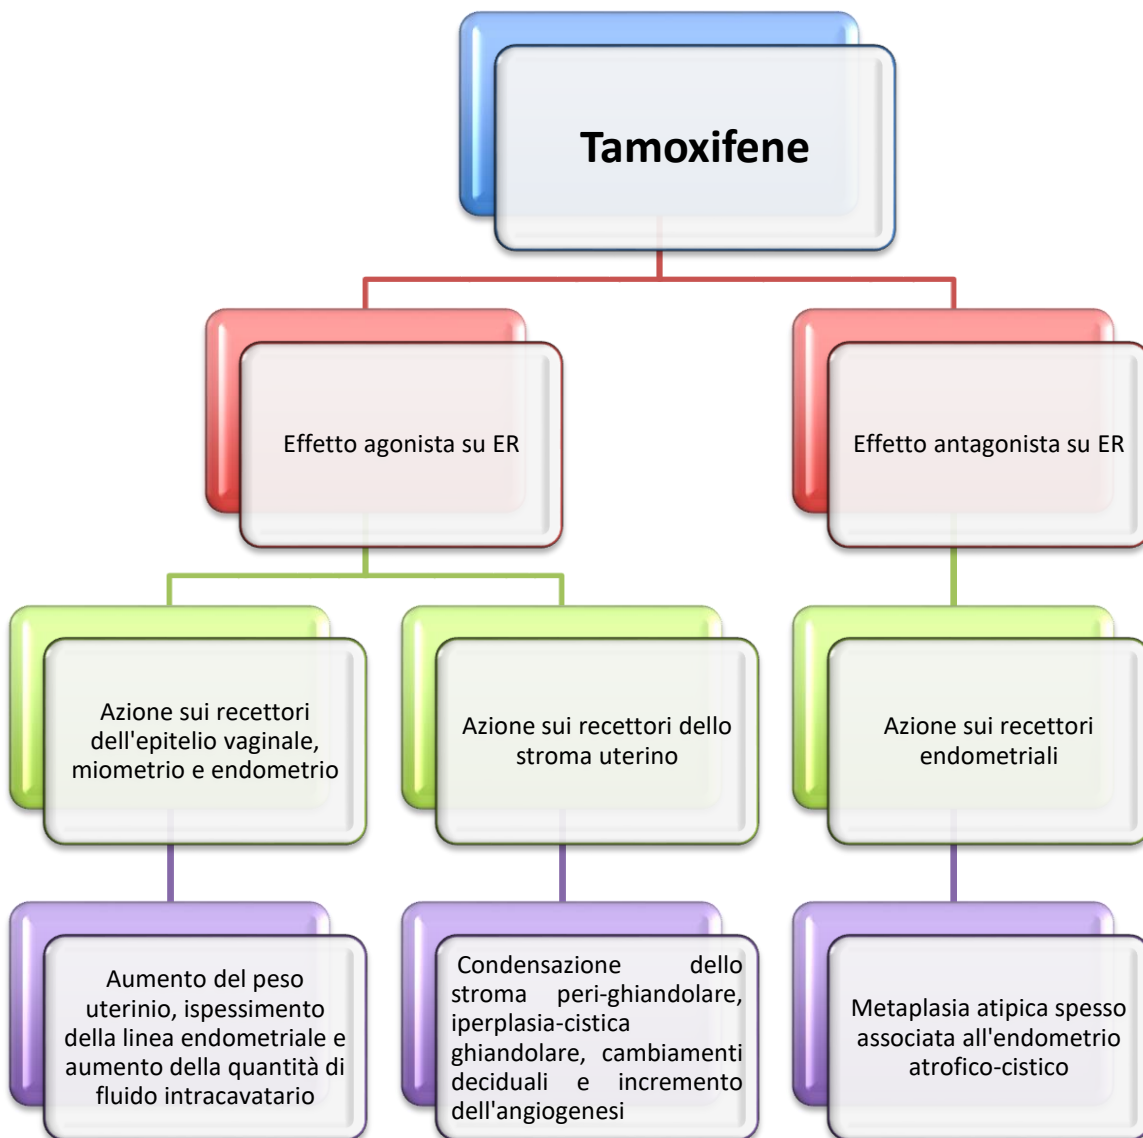 Tamoxifene
Effetto agonista su ER
Effetto antagonista su ER
Azione sui recettori
dell'epitelio vaginale,
miometrio e endometrio
Azione sui recettori dello
stroma uterino
Azione sui recettori
endometriali
Aumento del peso
uterinio, ispessimento
della linea endometriale e
aumento della quantità di
fluido intracavatario
Condensazione dello
stroma peri-ghiandolare,
iperplasia-cistica
ghiandolare, cambiamenti
deciduali e incremento
dell'angiogenesi
Metaplasia atipica spesso
associata all'endometrio
atrofico-cistico